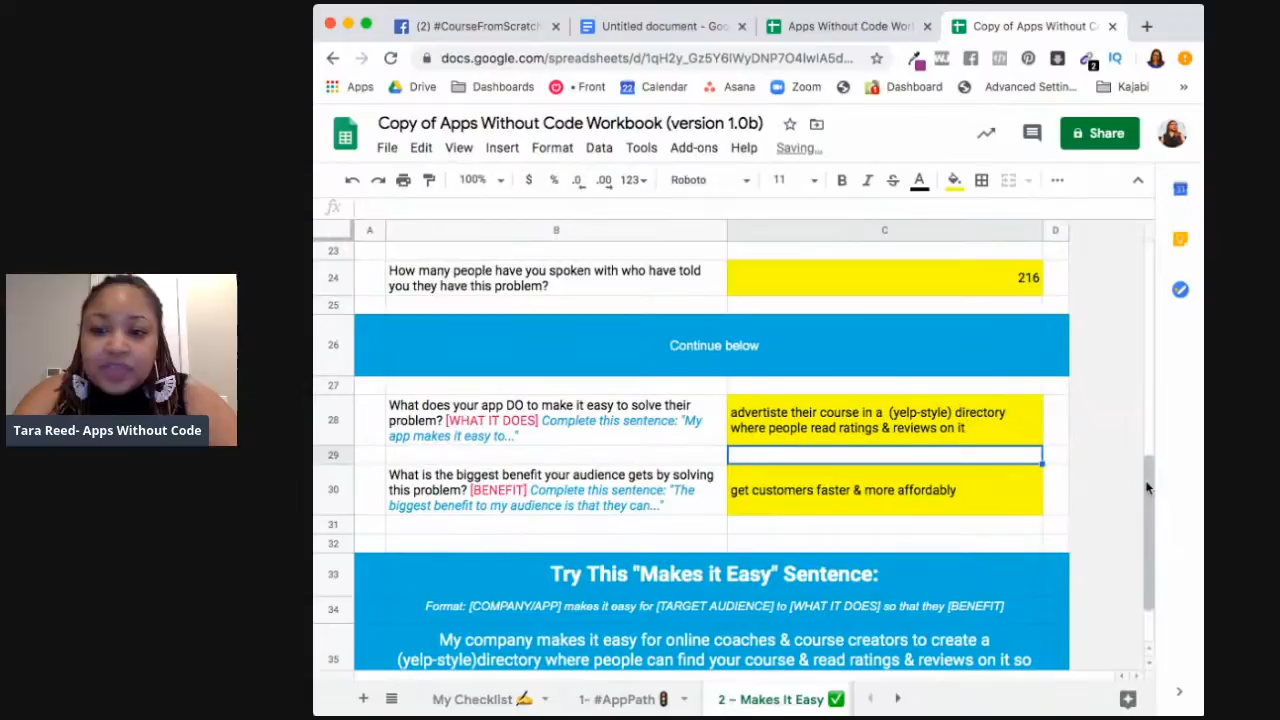 (2) #CourseFromScratch
Untitled document - Goo
Apps Without Code Wor
Copy of Apps Without C
docs.google.com/spreadsheets/d/1qH2y_Gz5Y6IWyDNP7O4IwIA5d...
2
IQ
Apps
Drive
Dashboards
• Front
22
Calendar
Asana
Zoom
Dashboard
Advanced Settin...
Kajabi
»
Copy of Apps Without Code Workbook (version 1.0b)
File Edit View Insert Format Data Tools Add-ons Help Saving...
Share
100% $ % .0 .00 123 Roboto 11 B I S A
fx
A B C D
23
24
How many people have you spoken with who have told
you they have this problem?
216
25
26
Continue below
27
28
What does your app DO to make it easy to solve their
problem? [WHAT IT DOES] Complete this sentence: "My
app makes it easy to..."
advertiste their course in a (yelp-style) directory
where people read ratings & reviews on it
29
30
What is the biggest benefit your audience gets by solving
this problem? [BENEFIT] Complete this sentence: "The
biggest benefit to my audience is that they can..."
get customers faster & more affordably
31
32
33
Try This "Makes it Easy" Sentence:
34
Format: [COMPANY/APP] makes it easy for [TARGET AUDIENCE] to [WHAT IT DOES] so that they [BENEFIT]
35
My company makes it easy for online coaches & course creators to create a
(yelp-style)directory where people can find your course & read ratings & reviews on it so
My Checklist
1- #AppPath
2 – Makes It Easy
Tara Reed- Apps Without Code